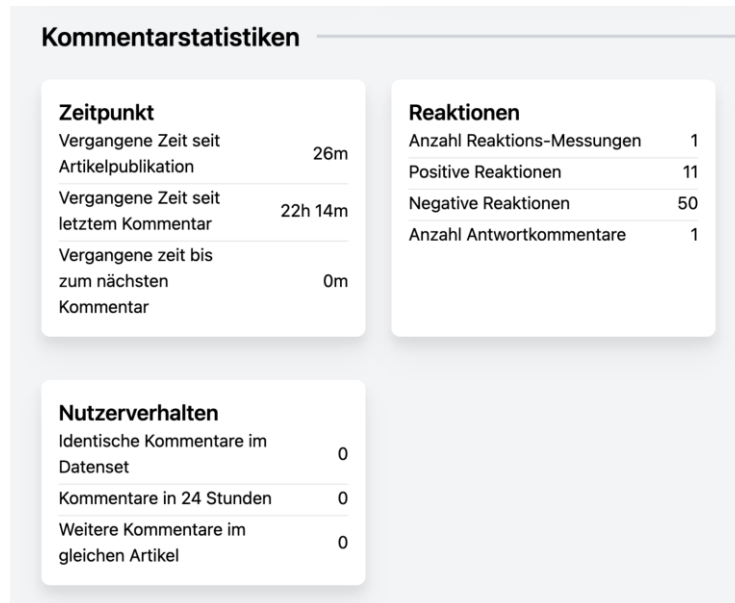 Kommentarstatistiken
Zeitpunkt
Vergangene Zeit seit
Artikelpublikation 26m
Vergangene Zeit seit
letztem Kommentar 22h 14m
Vergangene zeit bis
zum nächsten
Kommentar 0m
Reaktionen
Anzahl Reaktions-Messungen 1
Positive Reaktionen 11
Negative Reaktionen 50
Anzahl Antwortkommentare 1
Nutzerverhalten
Identische Kommentare im
Datenset 0
Kommentare in 24 Stunden 0
Weitere Kommentare im
gleichen Artikel 0